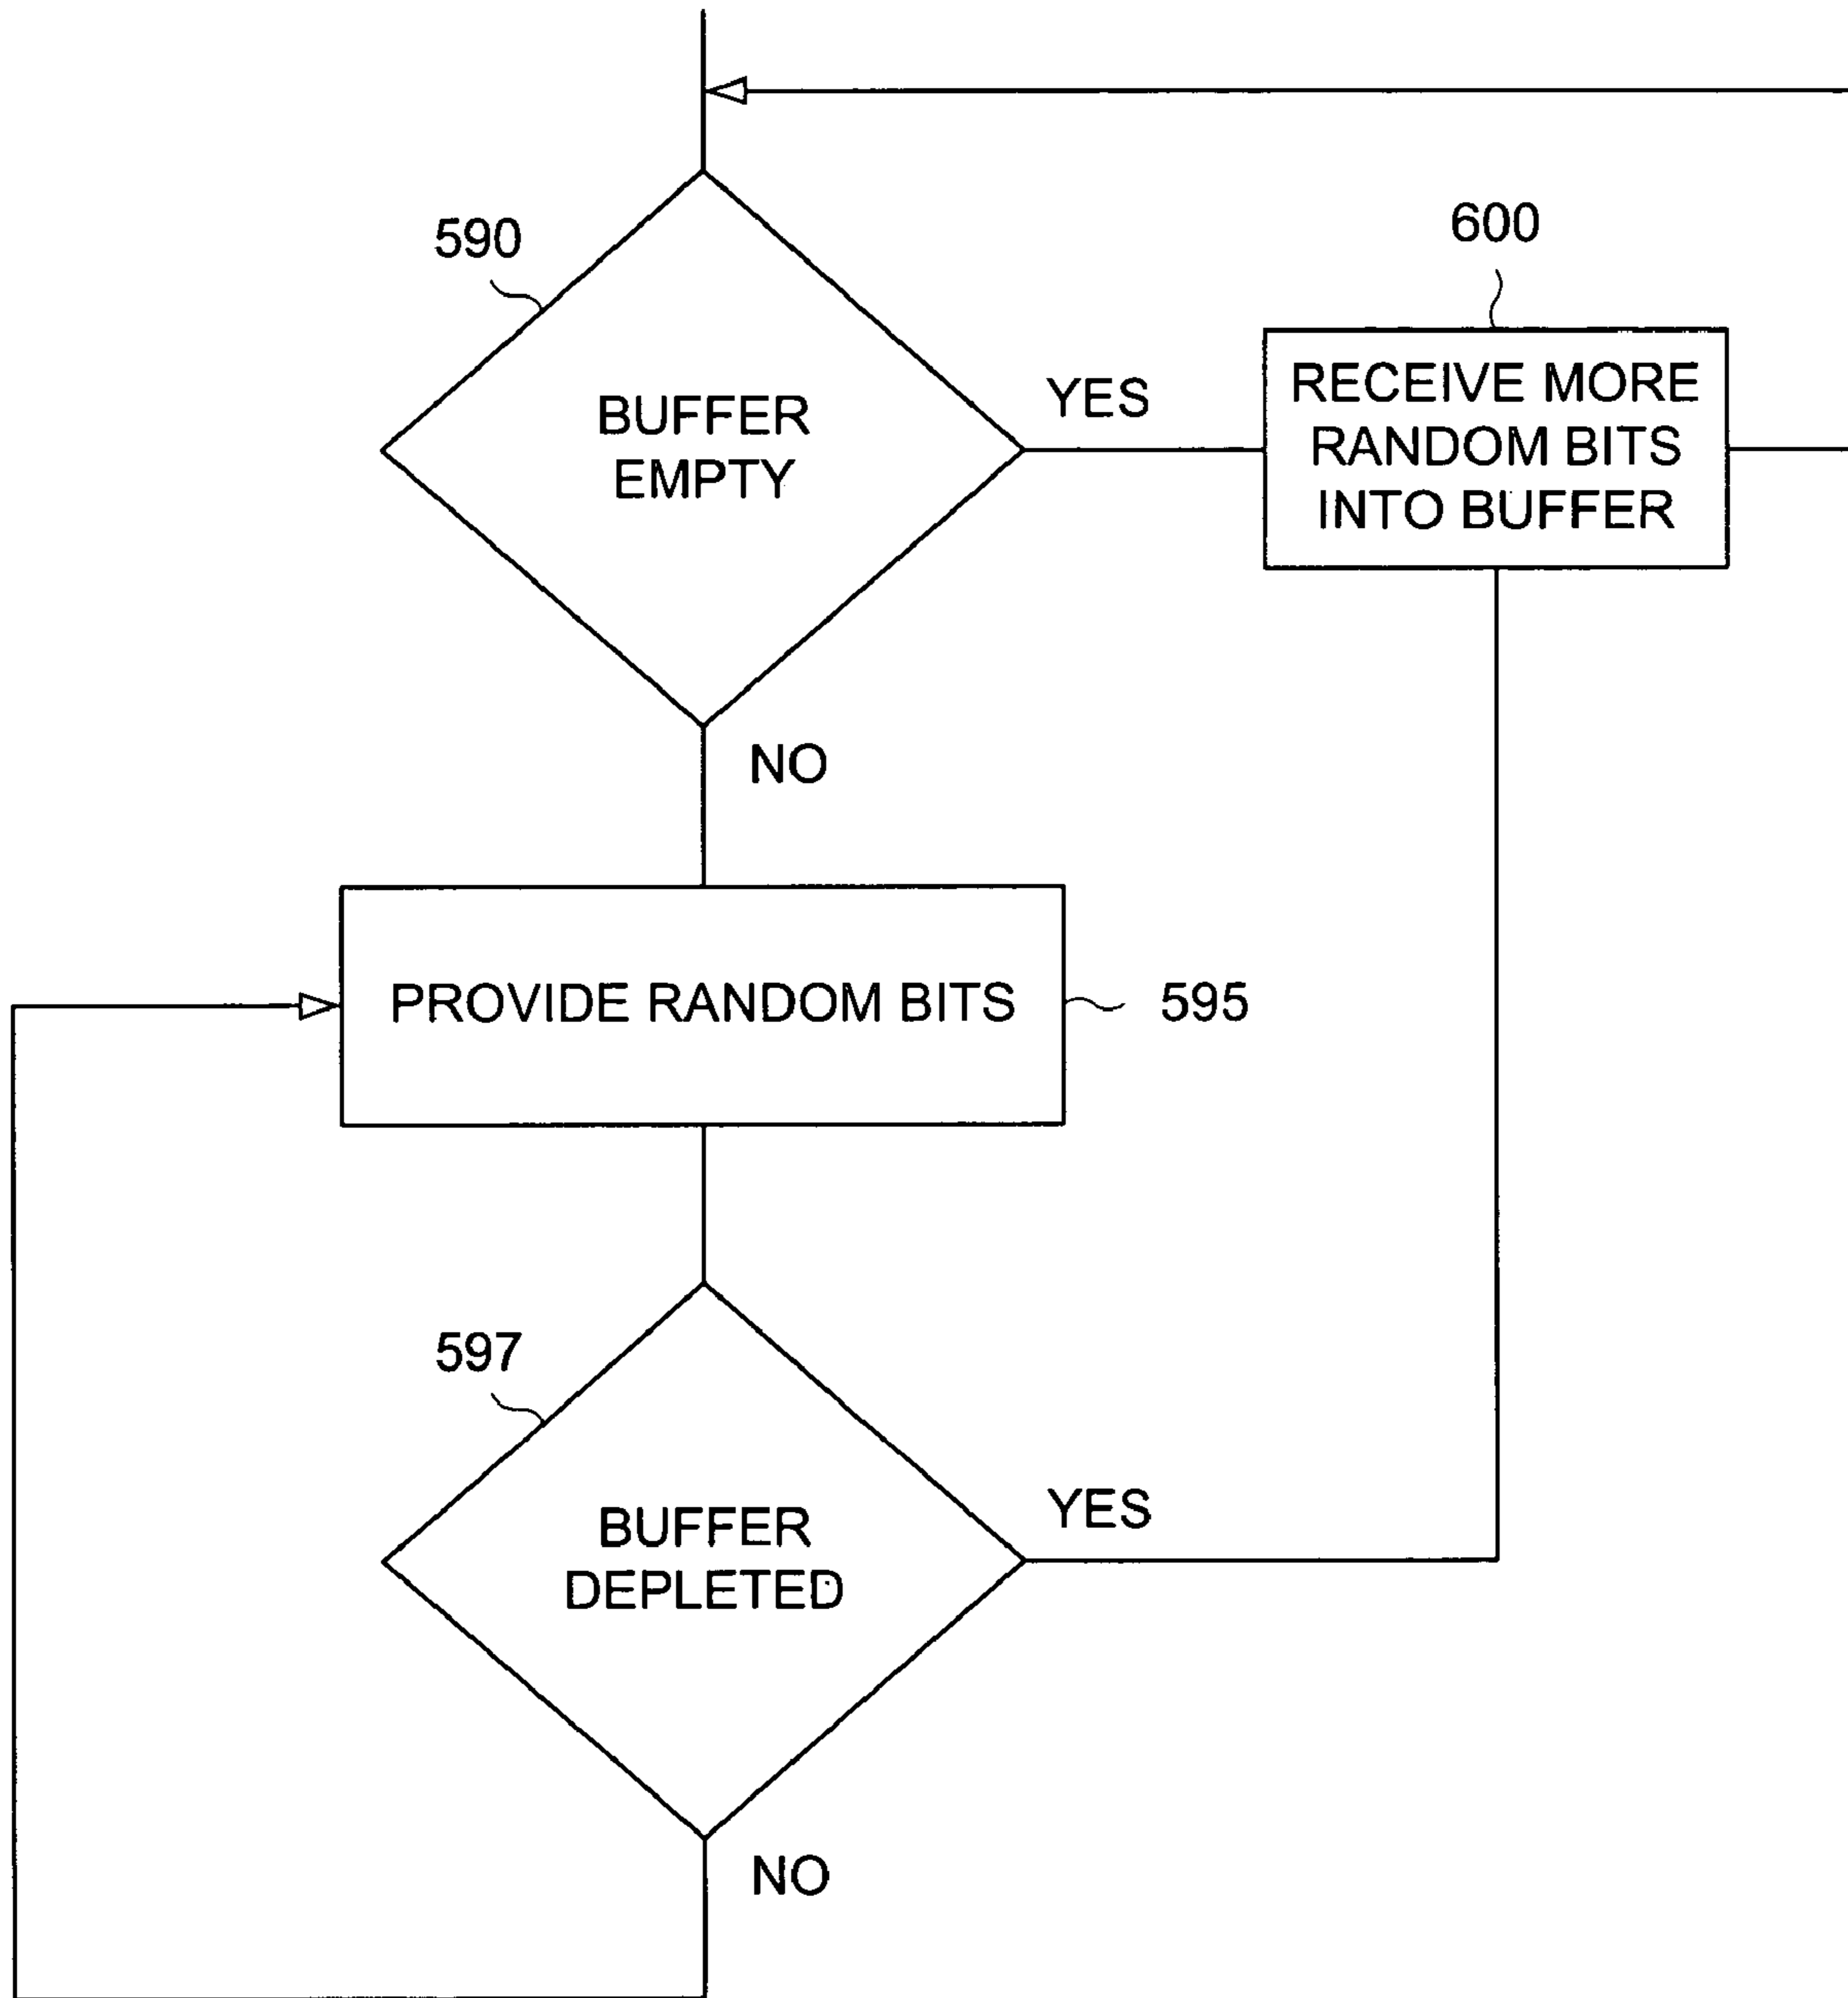 590
BUFFER
EMPTY
YES
600
RECEIVE MORE
RANDOM BITS
INTO BUFFER
NO
PROVIDE RANDOM BITS
595
597
BUFFER
DEPLETED
YES
NO